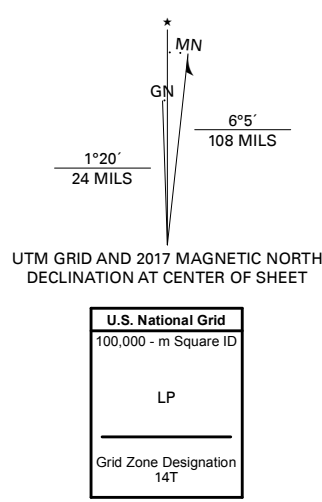 MN
GN
6°5´
108 MILS
1°20´
24 MILS
UTM GRID AND 2017 MAGNETIC NORTH
DECLINATION AT CENTER OF SHEET
U.S. National Grid
100,000 - m Square ID
LP
Grid Zone Designation
14T